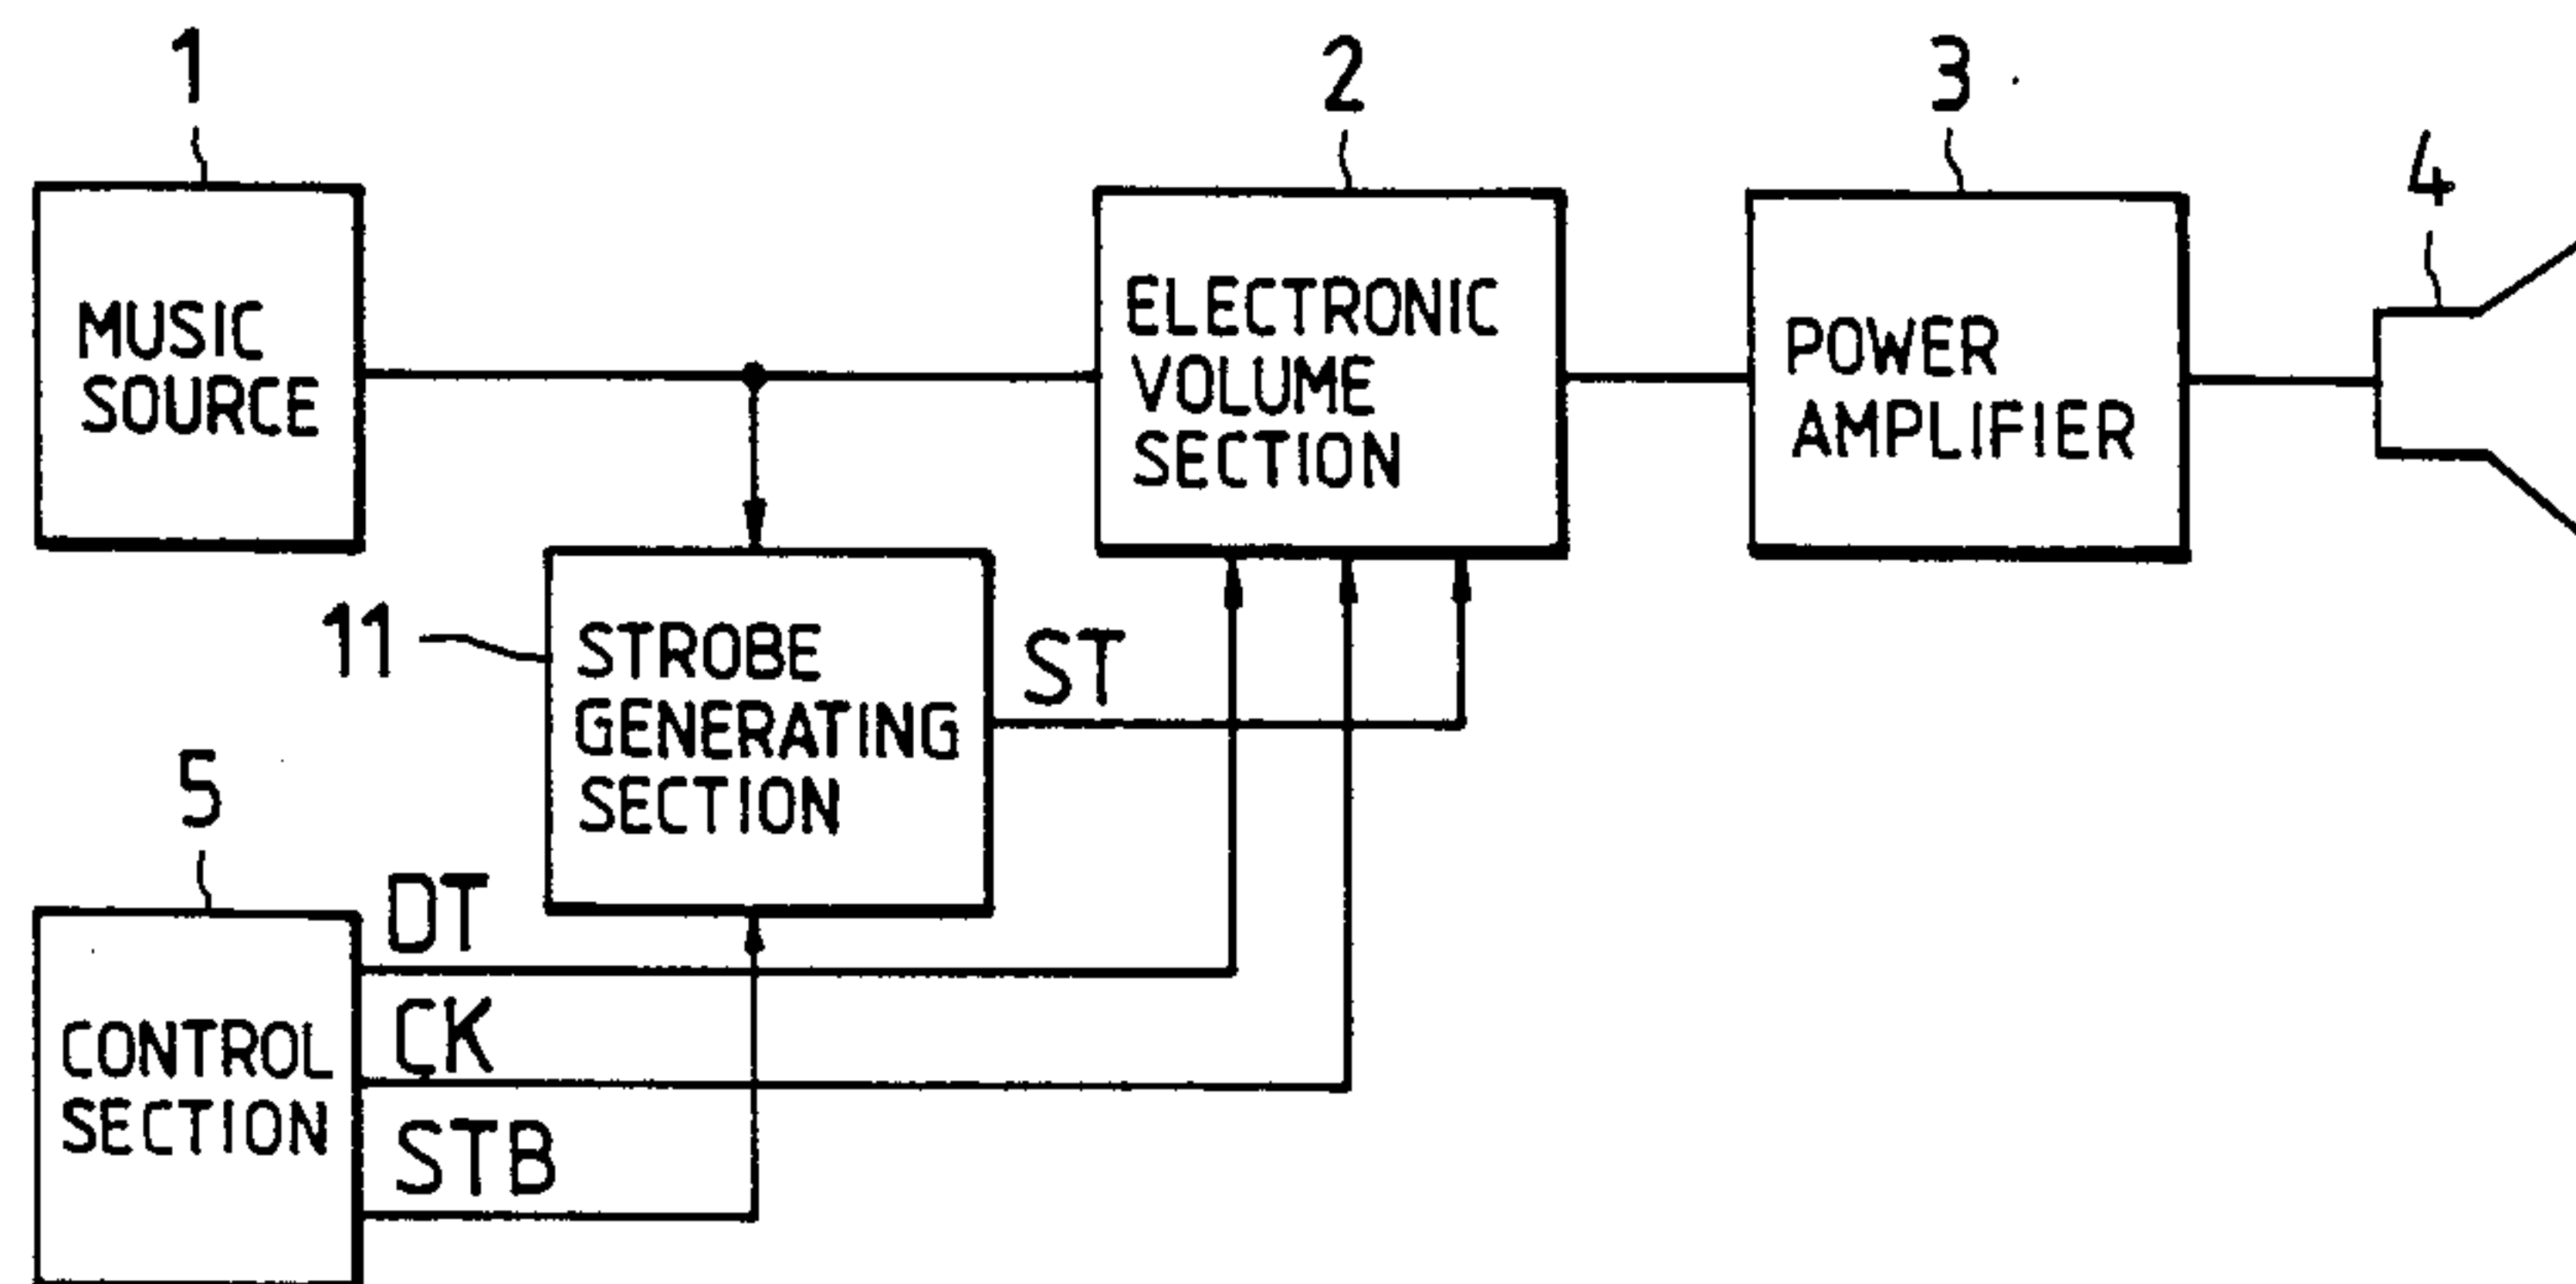 1
2
3
4
MUSIC
SOURCE
ELECTRONIC
VOLUME
SECTION
POWER
AMPLIFIER
11
STROBE
GENERATING
SECTION
ST
5
CONTROL
SECTION
DT
CK
STB